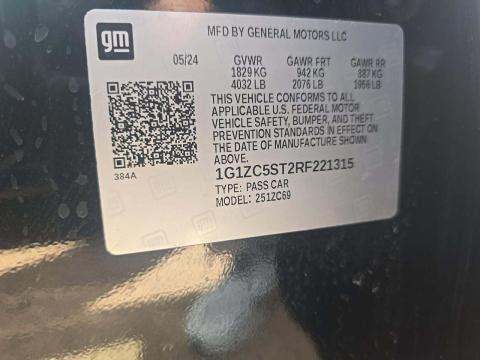 gm
MFD BY GENERAL MOTORS LLC
05/24 GVWR GAWR FRT GAWR RR
1829 KG 942 KG 887 KG
4032 LB 2076 LB 1956 LB
THIS VEHICLE CONFORMS TO ALL
APPLICABLE U.S. FEDERAL MOTOR
VEHICLE SAFETY, BUMPER, AND THEFT
PREVENTION STANDARDS IN EFFECT ON
THE DATE OF MANUFACTURE SHOWN
ABOVE.
384A
1G1ZC5ST2RF221315
TYPE: PASS CAR
MODEL: 251ZC69